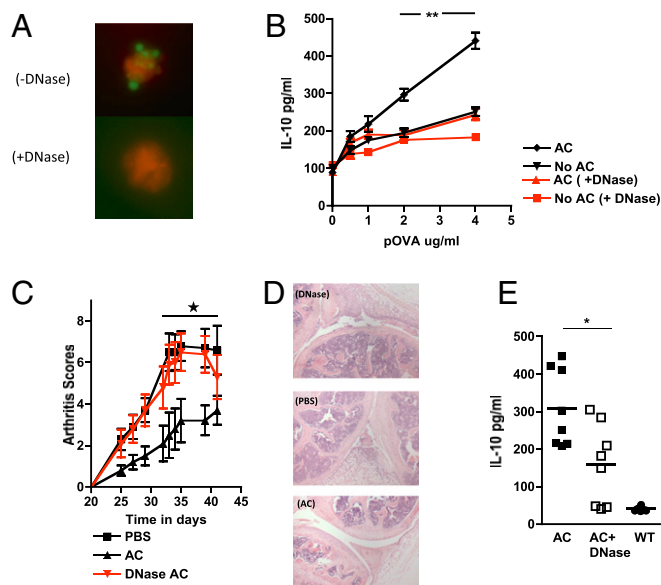 A
(-DNase)
(+DNase)
B
**
500
400
300
200
100
0
IL-10 pg/ml
0 1 2 3 4 5
pOVA ug/ml
AC
No AC
AC ( +DNase)
No AC (+ DNase)
C
★
8
6
4
2
0
Arthritis Scores
20 25 30 35 40 45
Time in days
PBS
AC
DNase AC
D
(DNase)
(PBS)
(AC)
E
*
500
400
300
200
100
0
IL-10 pg/ml
AC AC+ WT
DNase